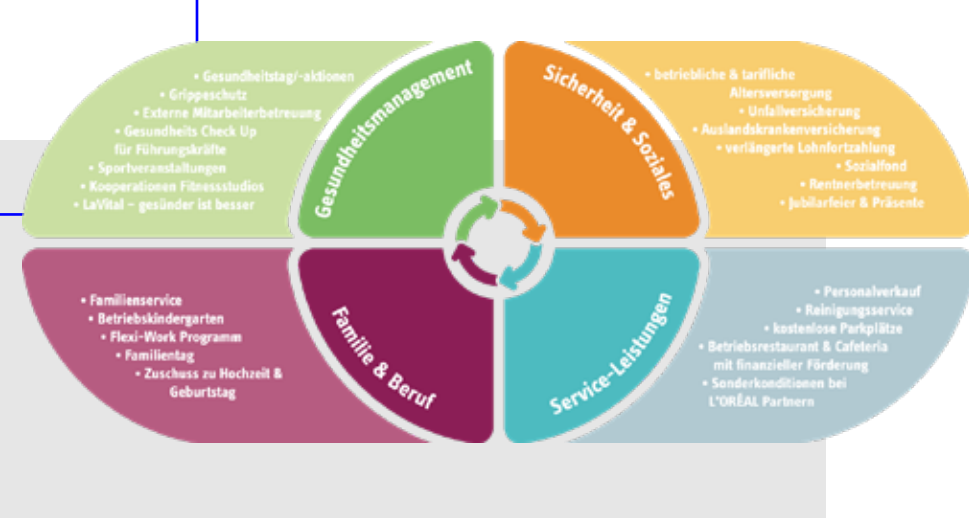 Gesundheitsmanagement
• Gesundheitstag/-aktionen
• Grippeschutz
• Externe Mitarbeiterbetreuung
• Gesundheits Check Up
für Führungskräfte
• Sportveranstaltungen
• Kooperationen Fitnessstudios
• LaVital – gesünder ist besser
Sicherheit & Soziales
• betriebliche & tarifliche
Altersversorgung
• Unfallversicherung
• Auslandskrankenversicherung
• verlängerte Lohnfortzahlung
• Sozialfond
• Rentnerbetreuung
• Jubilarfeier & Präsente
Familie & Beruf
• Familienservice
• Betriebskindergarten
• Flexi-Work Programm
• Familientag
• Zuschuss zu Hochzeit &
Geburtstag
Service-Leistungen
• Personalverkauf
• Reinigungsservice
• kostenlose Parkplätze
• Betriebsrestaurant & Cafeteria
mit finanzieller Förderung
• Sonderkonditionen bei
L'ORÉAL Partnern